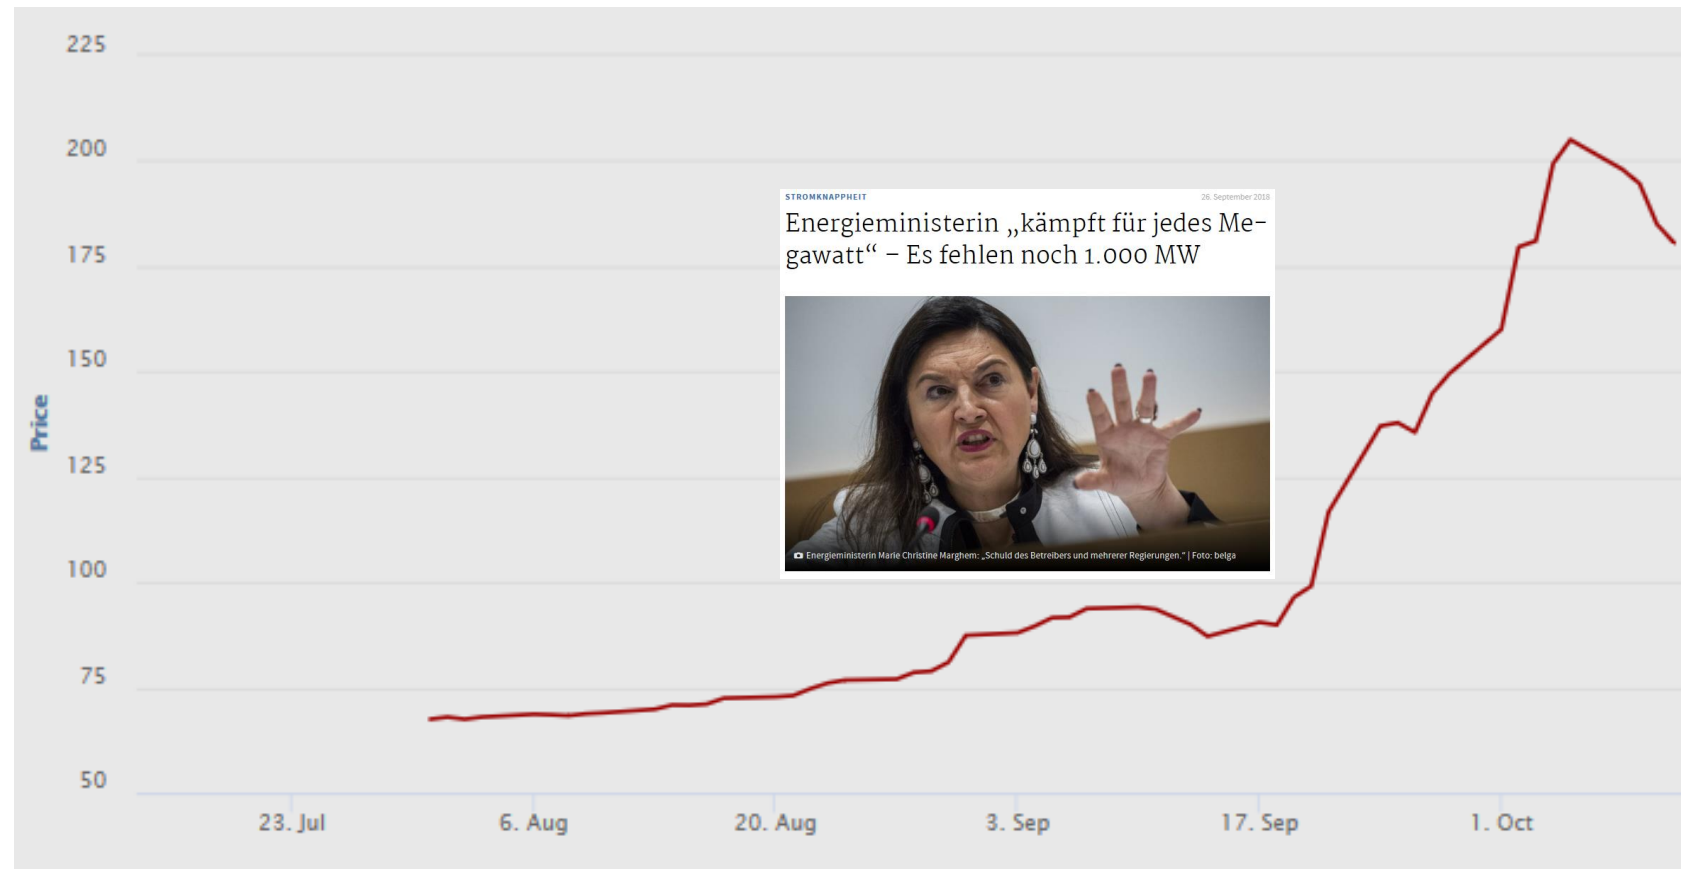 225
200
175
150
125
100
75
50
Price
STROMKNAPPHEIT 26. September 2018
Energieministerin „kämpft für jedes Me-
gawatt“ – Es fehlen noch 1.000 MW
Energieministerin Marie Christine Marghem: „Schuld des Betreibers und mehrerer Regierungen.“ | Foto: belga
23. Jul 6. Aug 20. Aug 3. Sep 17. Sep 1. Oct